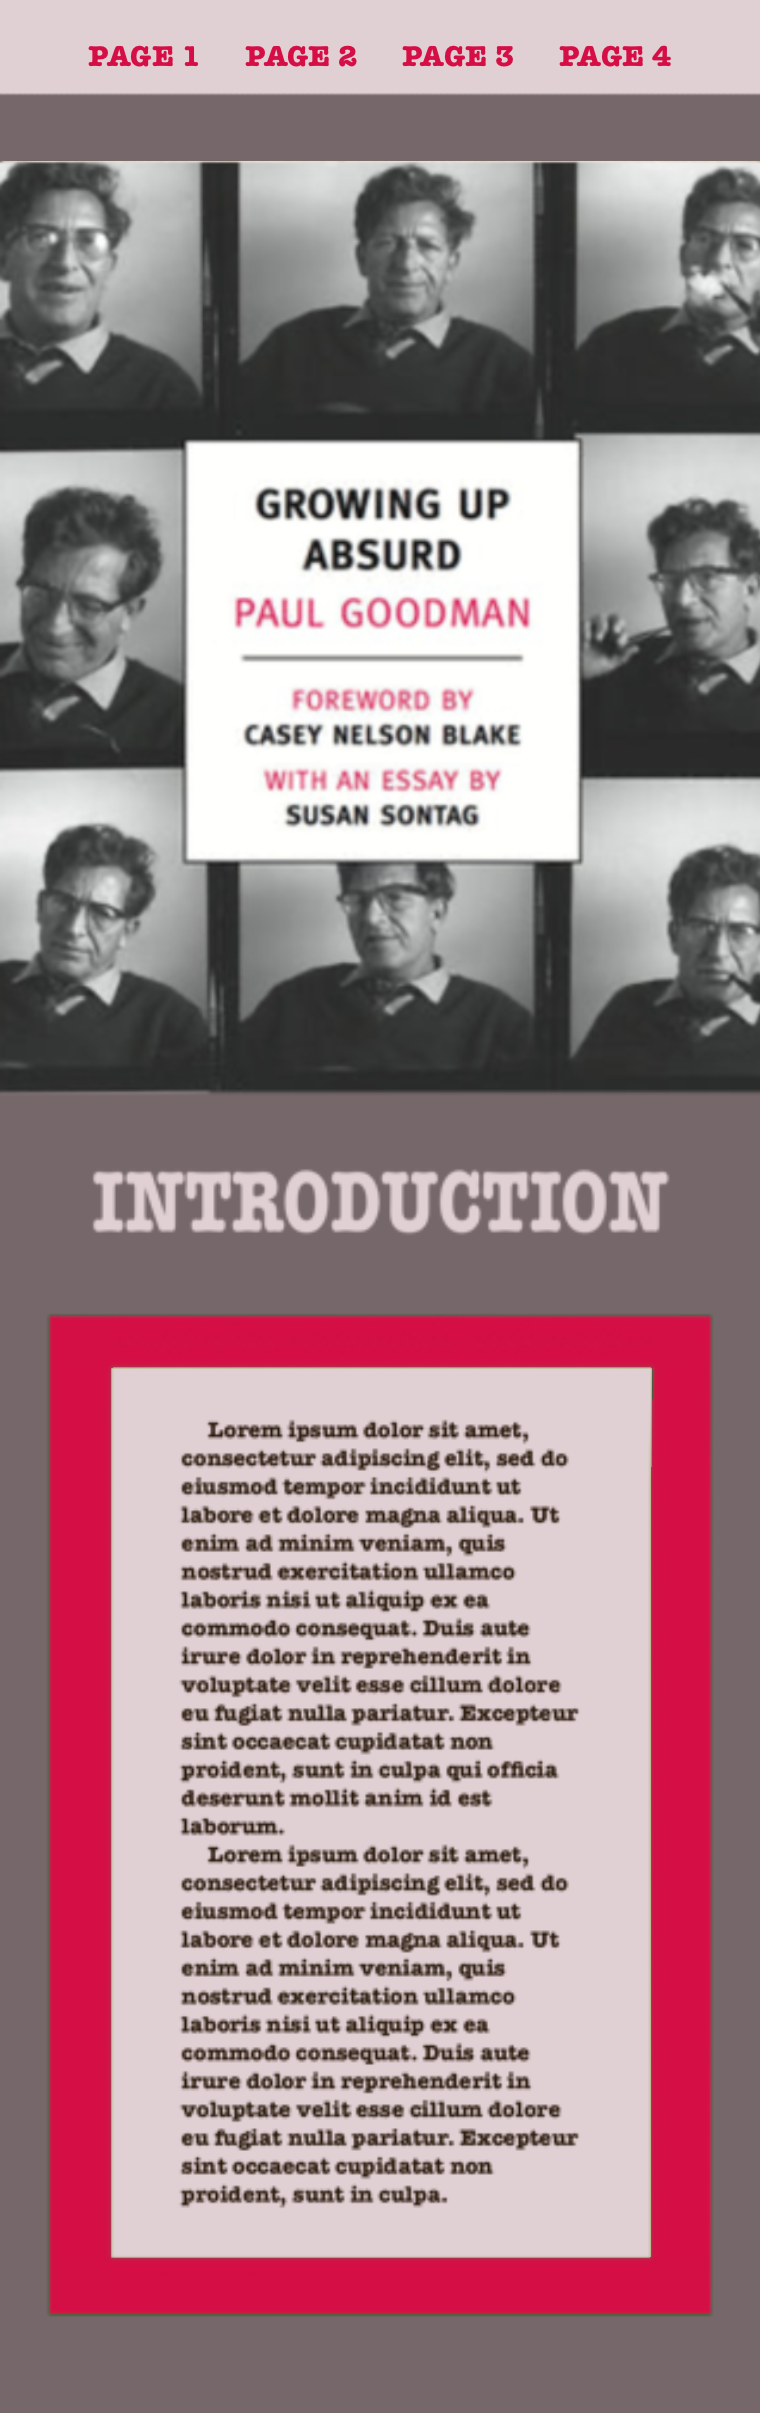 PAGE 1 PAGE 2 PAGE 3 PAGE 4
GROWING UP
ABSURD
PAUL GOODMAN
FOREWORD BY
CASEY NELSON BLAKE
WITH AN ESSAY BY
SUSAN SONTAG
INTRODUCTION
Lorem ipsum dolor sit amet,
consectetur adipiscing elit, sed do
eiusmod tempor incididunt ut
labore et dolore magna aliqua. Ut
enim ad minim veniam, quis
nostrud exercitation ullamco
laboris nisi ut aliquip ex ea
commodo consequat. Duis aute
irure dolor in reprehenderit in
voluptate velit esse cillum dolore
eu fugiat nulla pariatur. Excepteur
sint occaecat cupidatat non
proident, sunt in culpa qui officia
deserunt mollit anim id est
laborum.
Lorem ipsum dolor sit amet,
consectetur adipiscing elit, sed do
eiusmod tempor incididunt ut
labore et dolore magna aliqua. Ut
enim ad minim veniam, quis
nostrud exercitation ullamco
laboris nisi ut aliquip ex ea
commodo consequat. Duis aute
irure dolor in reprehenderit in
voluptate velit esse cillum dolore
eu fugiat nulla pariatur. Excepteur
sint occaecat cupidatat non
proident, sunt in culpa.